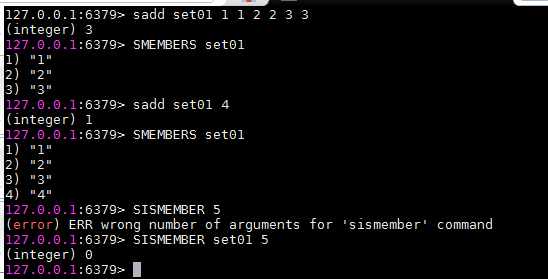 127.0.0.1:6379> sadd set01 1 1 2 2 3 3
(integer) 3
127.0.0.1:6379> SMEMBERS set01
1) "1"
2) "2"
3) "3"
127.0.0.1:6379> sadd set01 4
(integer) 1
127.0.0.1:6379> SMEMBERS set01
1) "1"
2) "2"
3) "3"
4) "4"
127.0.0.1:6379> SISMEMBER 5
(error) ERR wrong number of arguments for 'sismember' command
127.0.0.1:6379> SISMEMBER set01 5
(integer) 0
127.0.0.1:6379>